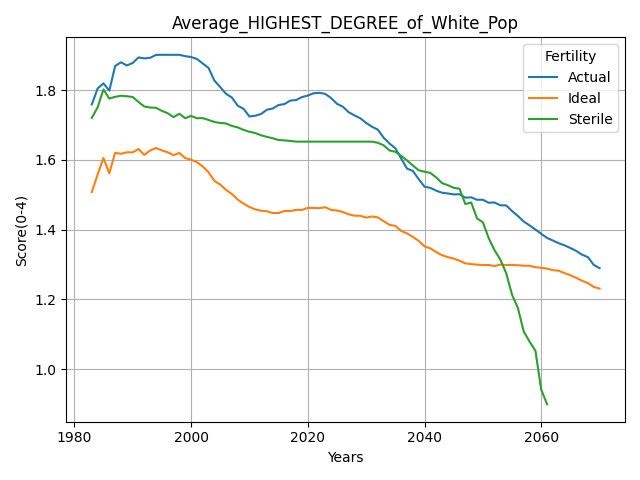 Average_HIGHEST_DEGREE_of_White_Pop
Fertility
Actual
Ideal
Sterile
Score(0-4)
1.8
1.6
1.4
1.2
1.0
1980
2000
2020
2040
2060
Years